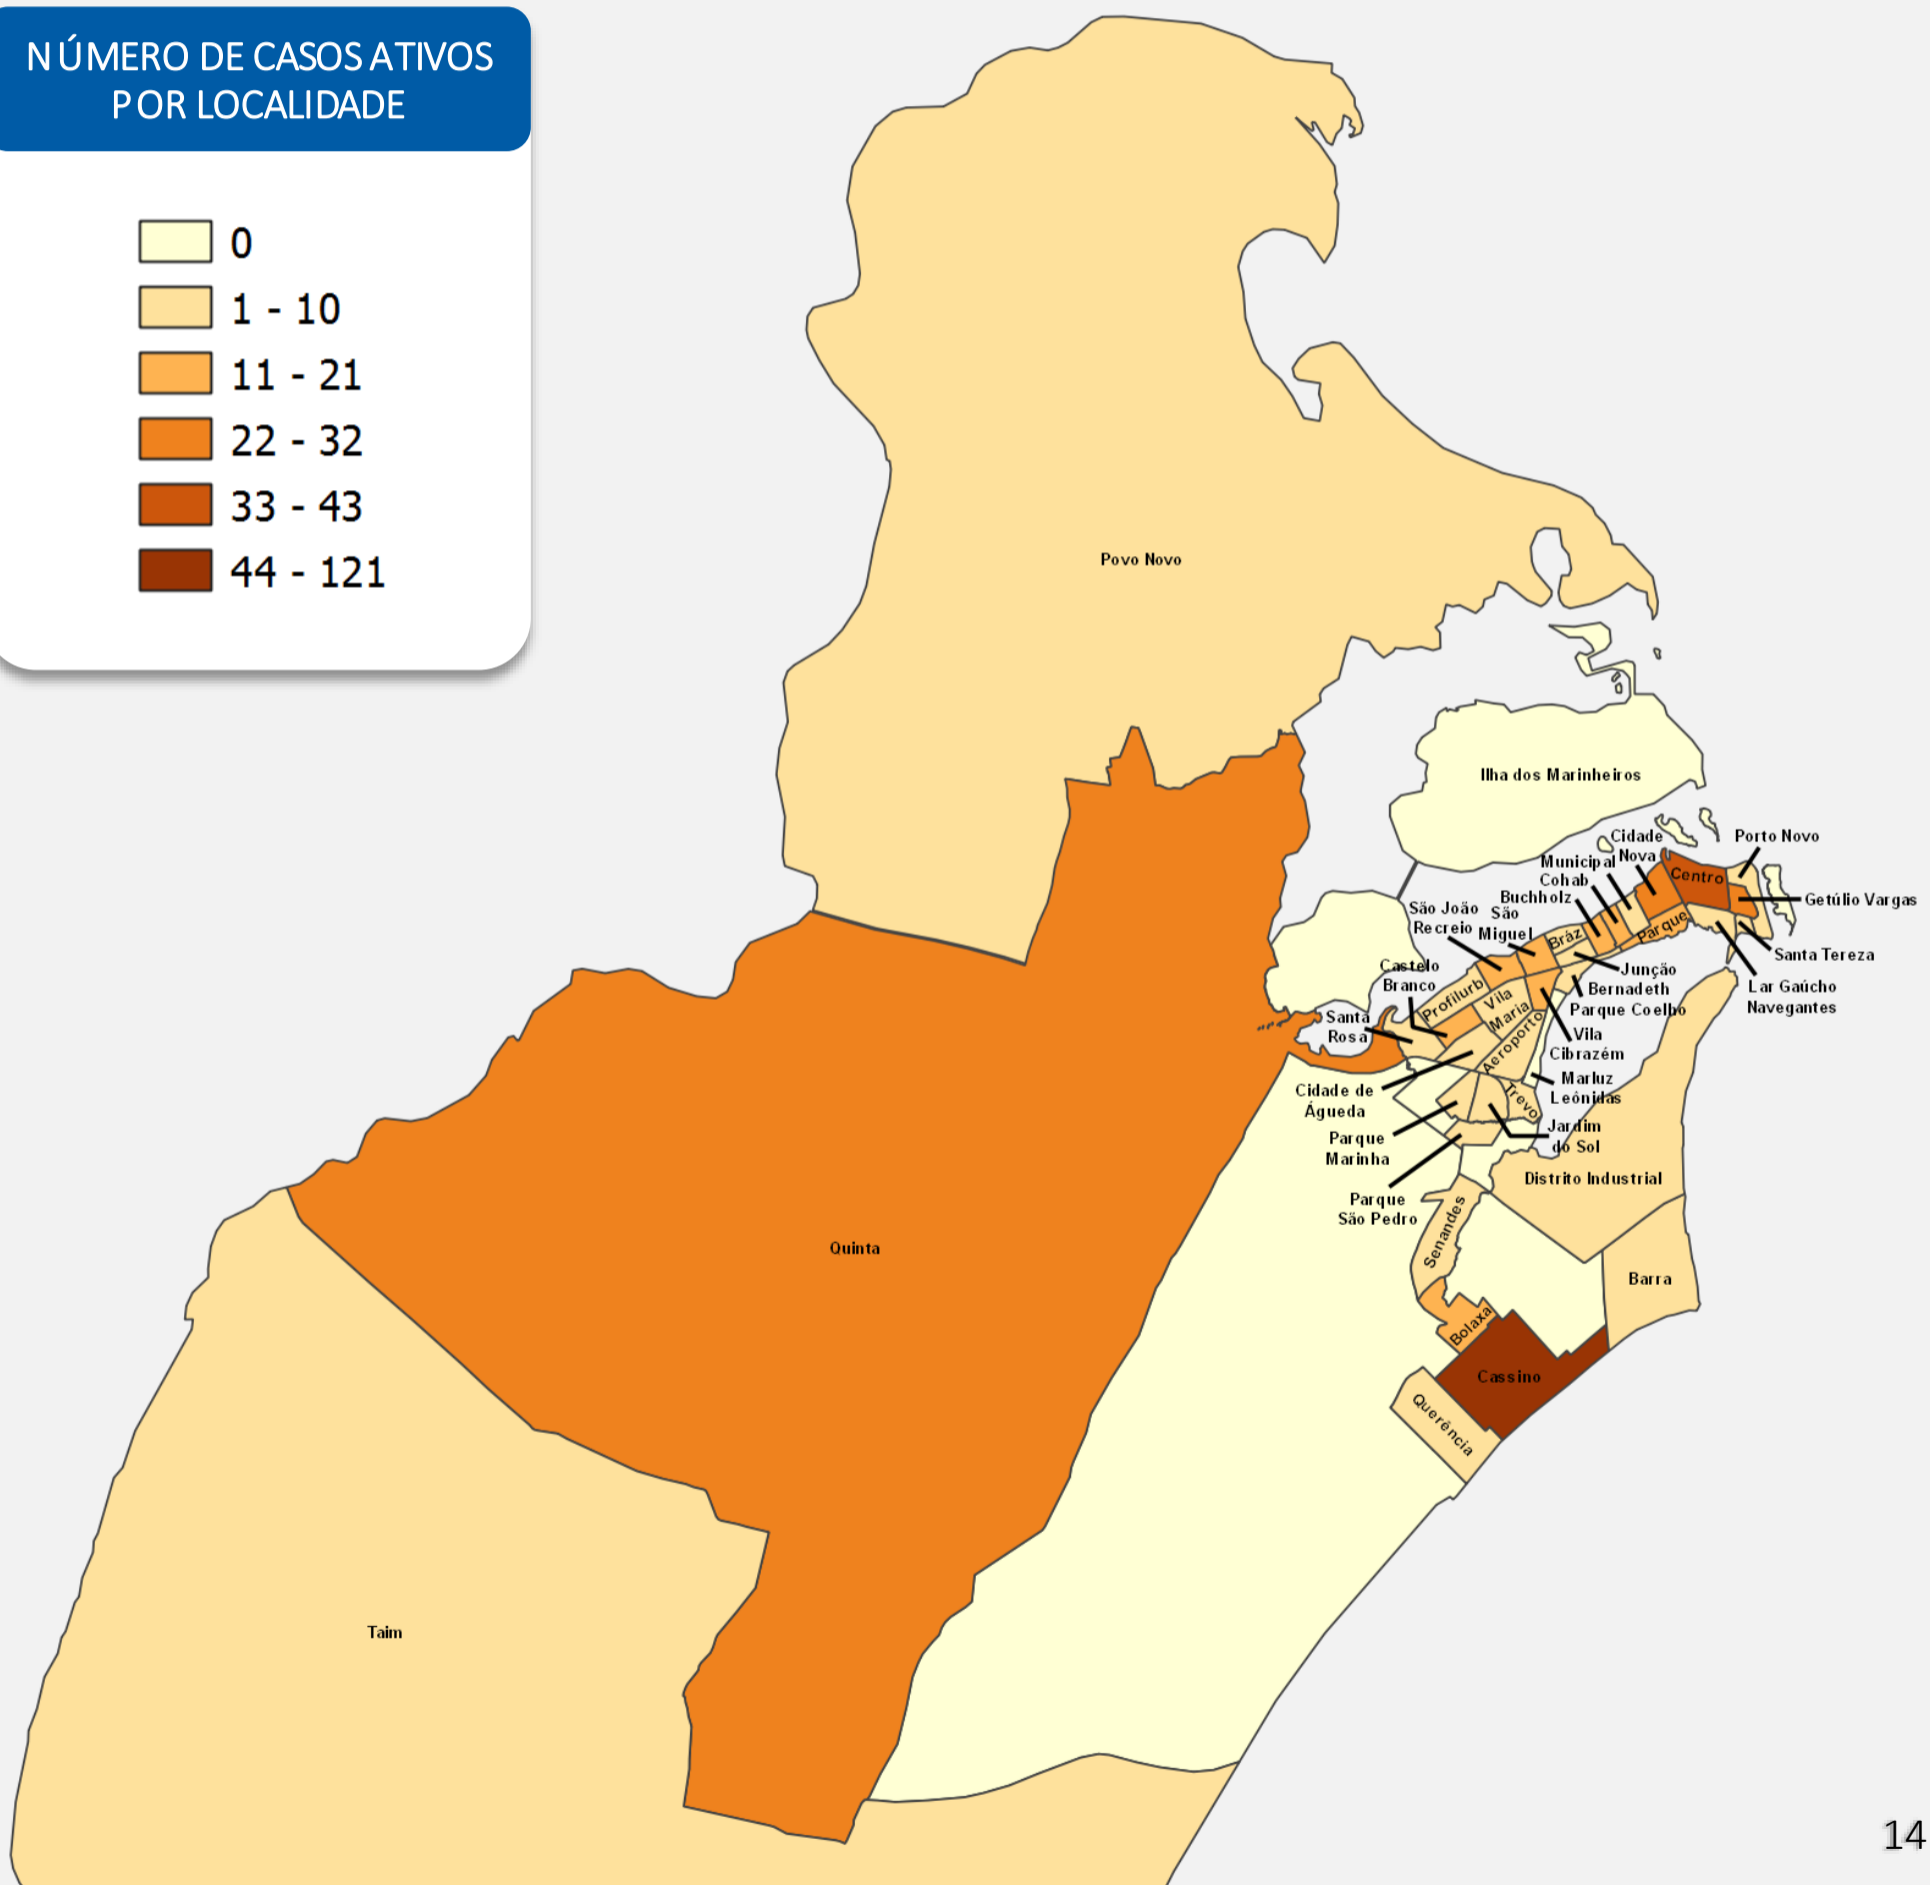 NÚMERO DE CASOS ATIVOS
POR LOCALIDADE
0
1 - 10
11 - 21
22 - 32
33 - 43
44 - 121
Povo Novo
Ilha dos Marinheiros
Cidade
Nova
Porto Novo
Municipal
Cohab
Buchholz
Centro
Getúlio Vargas
São João
Recreio
São
Miguel
Bráz
Parque
Santa Tereza
Junção
Lar Gaúcho
Navegantes
Castelo
Branco
Profilurb
Vila
Maria
Bernadeth
Parque Coelho
Santa
Rosa
Aeroporto
Vila
Cibrazém
Cidade de
Águeda
Marluz
Leônidas
Trevo
Parque
Marinha
Jardim
do Sol
Parque
São Pedro
Distrito Industrial
Senandes
Quinta
Barra
Bolaxa
Cassino
Querência
Taim
14